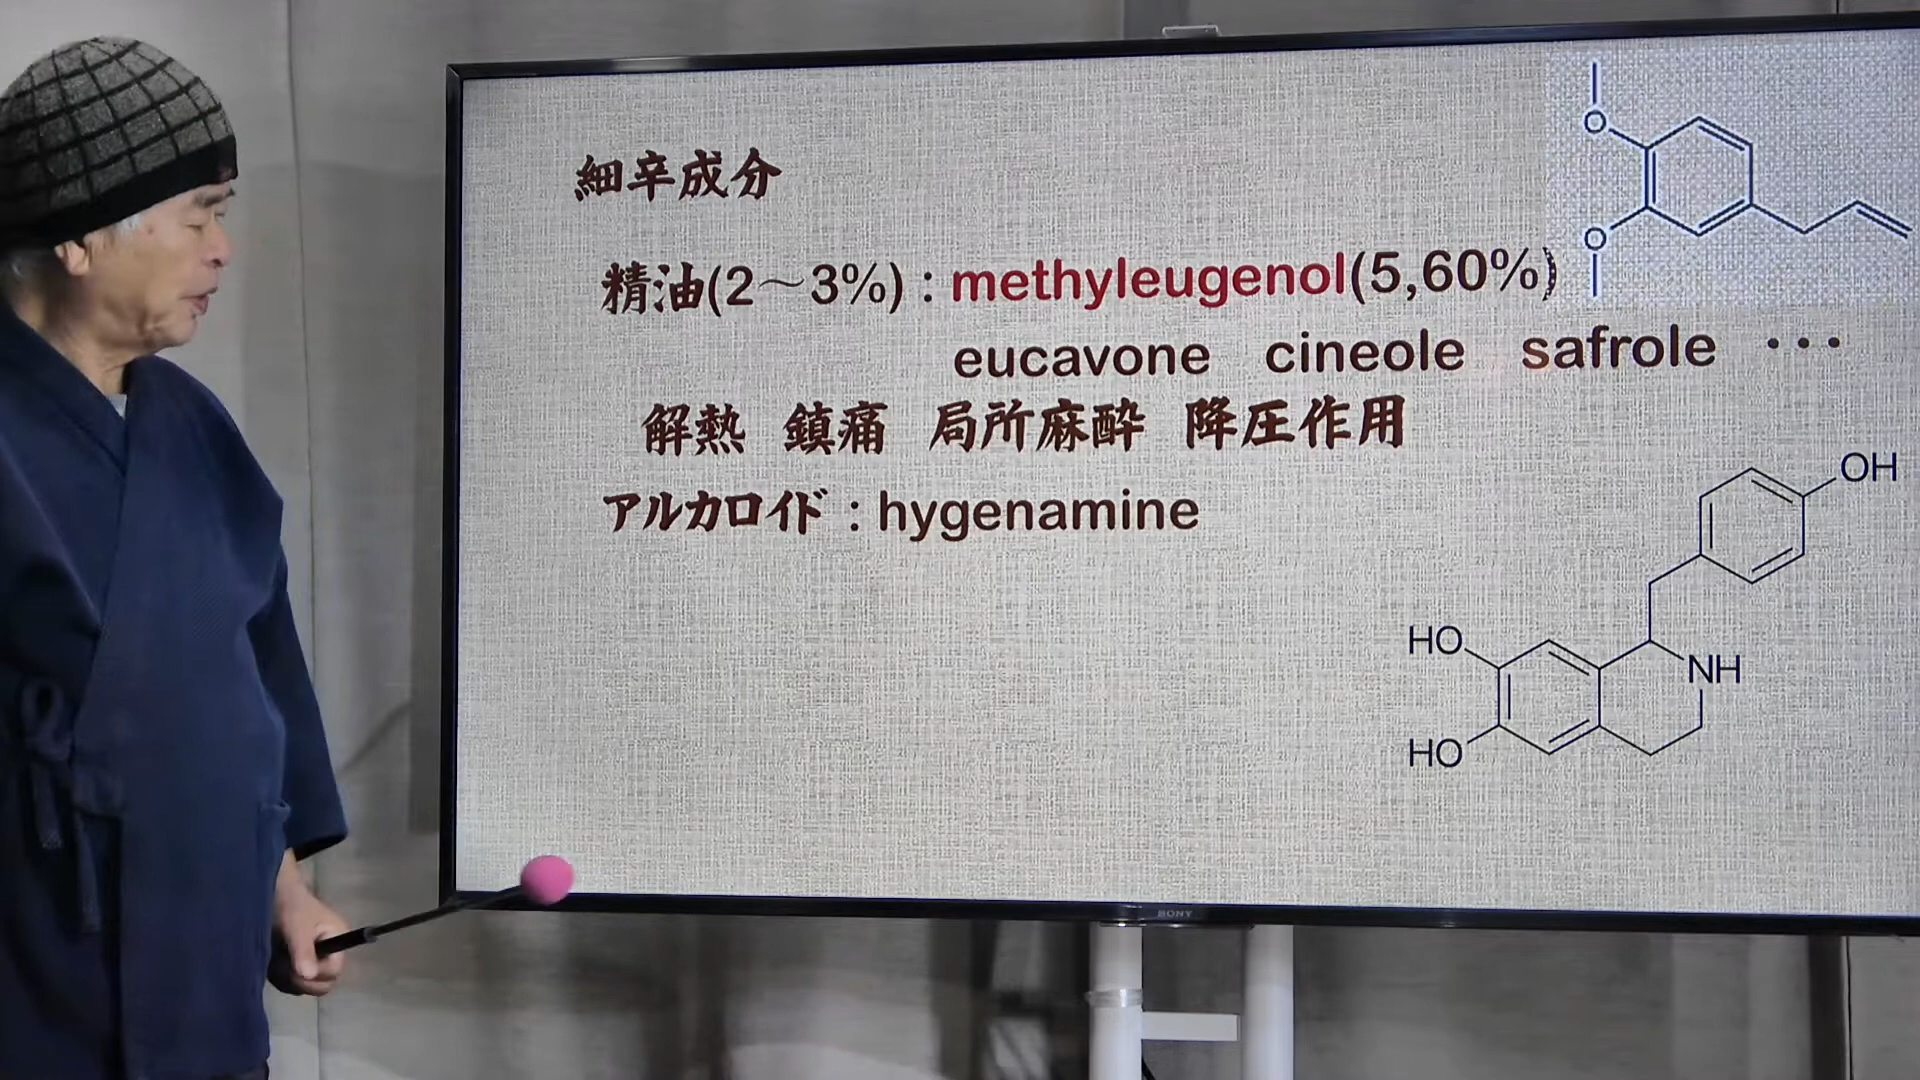 細辛成分
精油(2～3%) : methyleugenol(5,60%)
eucavone cineole safrole ・・・
解熱 鎮痛 局所麻酔 降圧作用
アルカロイド : hygenamine
O
O
OH
HO
NH
HO
SONY